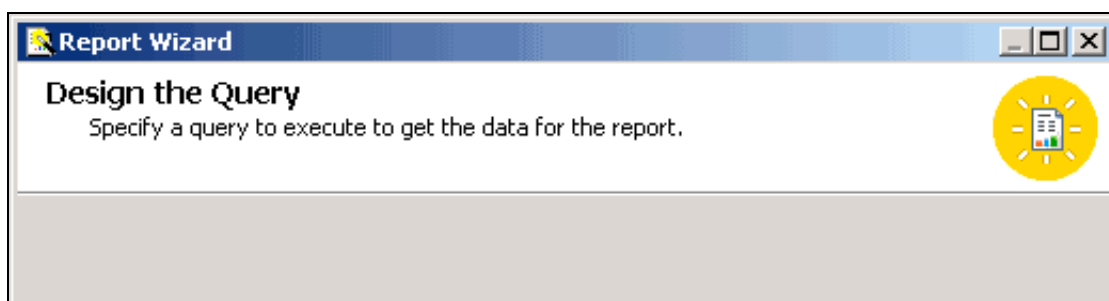 Report Wizard
Design the Query
Specify a query to execute to get the data for the report.